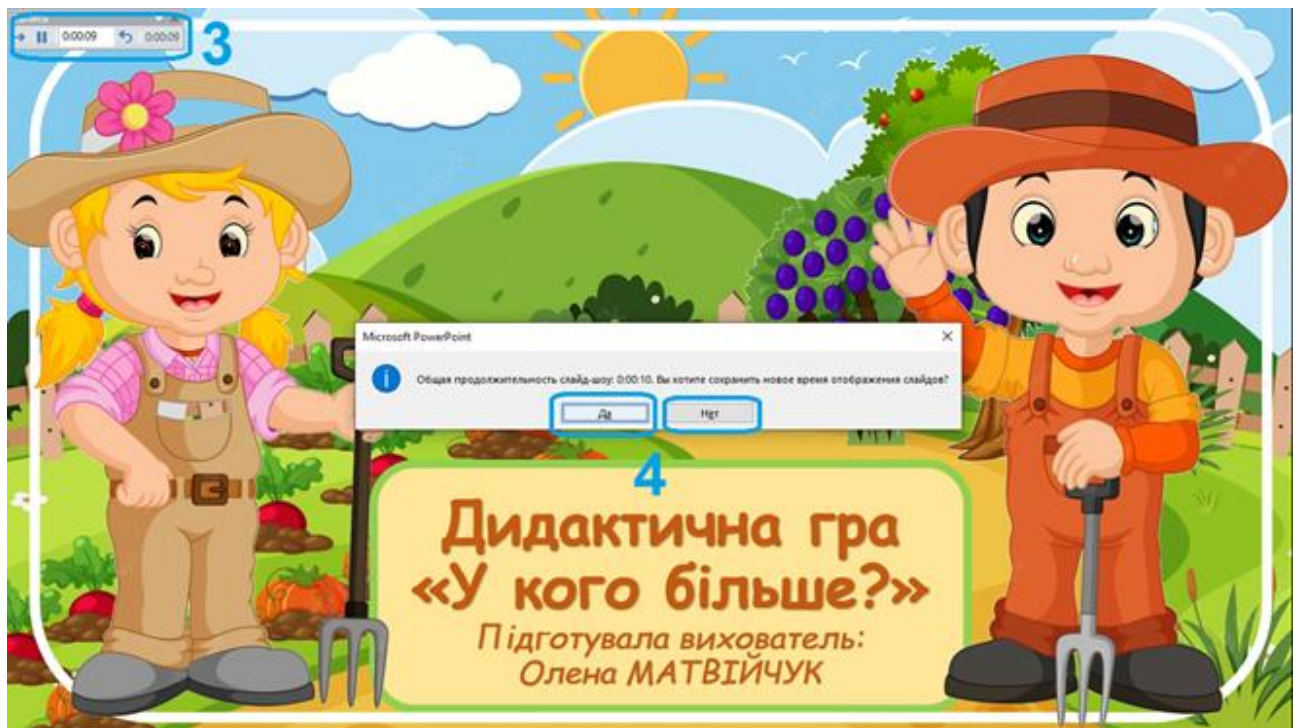 0:00:09 0:00:09
3
Microsoft PowerPoint
Общая продолжительность слайд-шоу: 0:00:10. Вы хотите сохранить новое время отображения слайдов?
Да Нет
4
Дидактична гра
«У кого більше?»
Підготувала вихователь:
Олена МАТВІЙЧУК